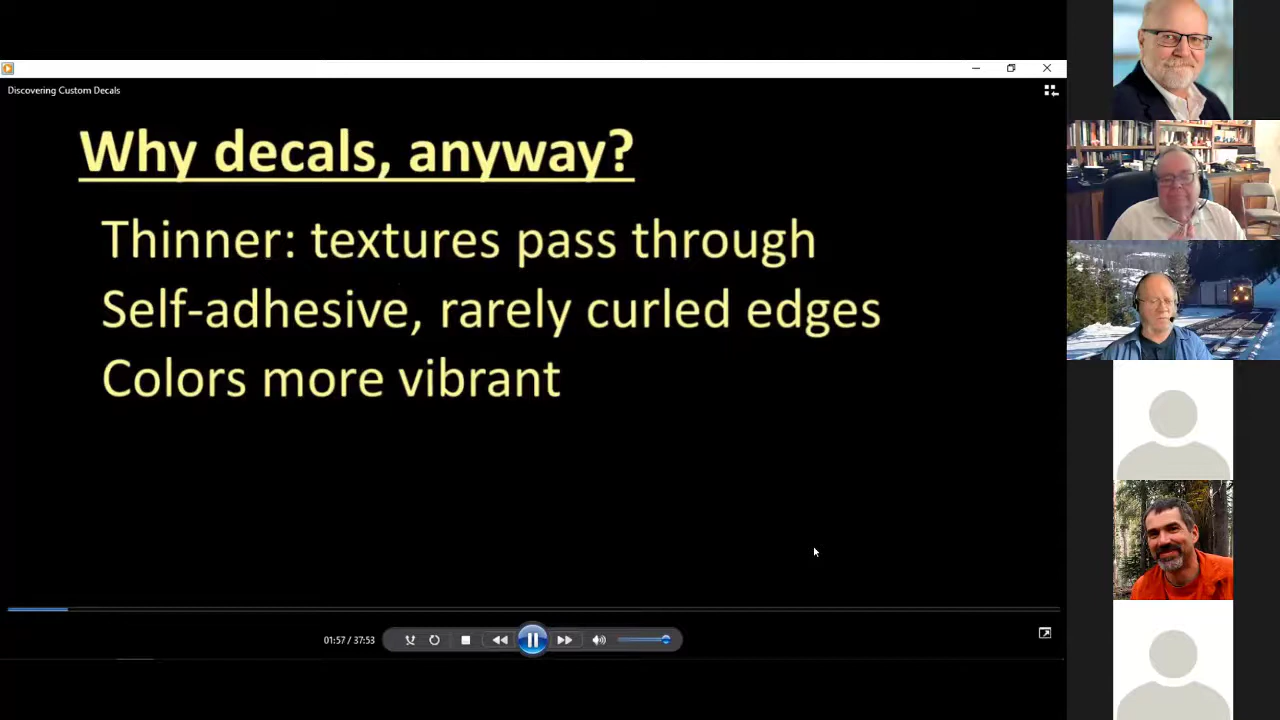 Discovering Custom Decals
Why decals, anyway?
Thinner: textures pass through
Self-adhesive, rarely curled edges
Colors more vibrant
01:57 / 37:53